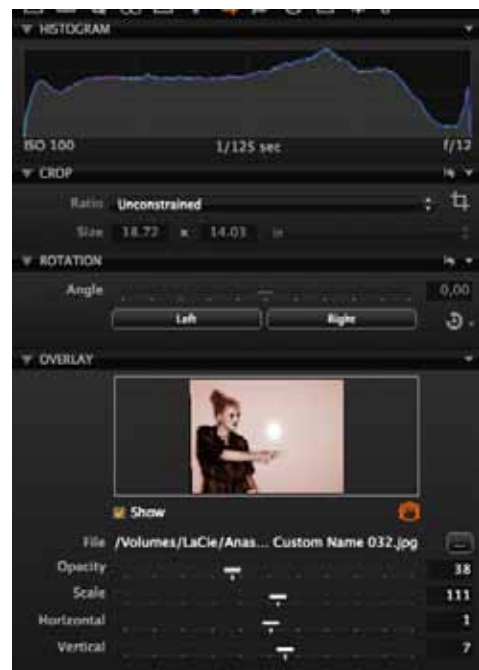 HISTOGRAM
ISO 100 1/125 sec f/13
CROP
Ratio Unconstrained
Size 18.72 x 14.03 in
ROTATION
Angle 0,00
Left Right
OVERLAY
Show
File /Volumes/LaCie/Anas... Custom Name 032.jpg
Opacity 38
Scale 111
Horizontal 1
Vertical 7